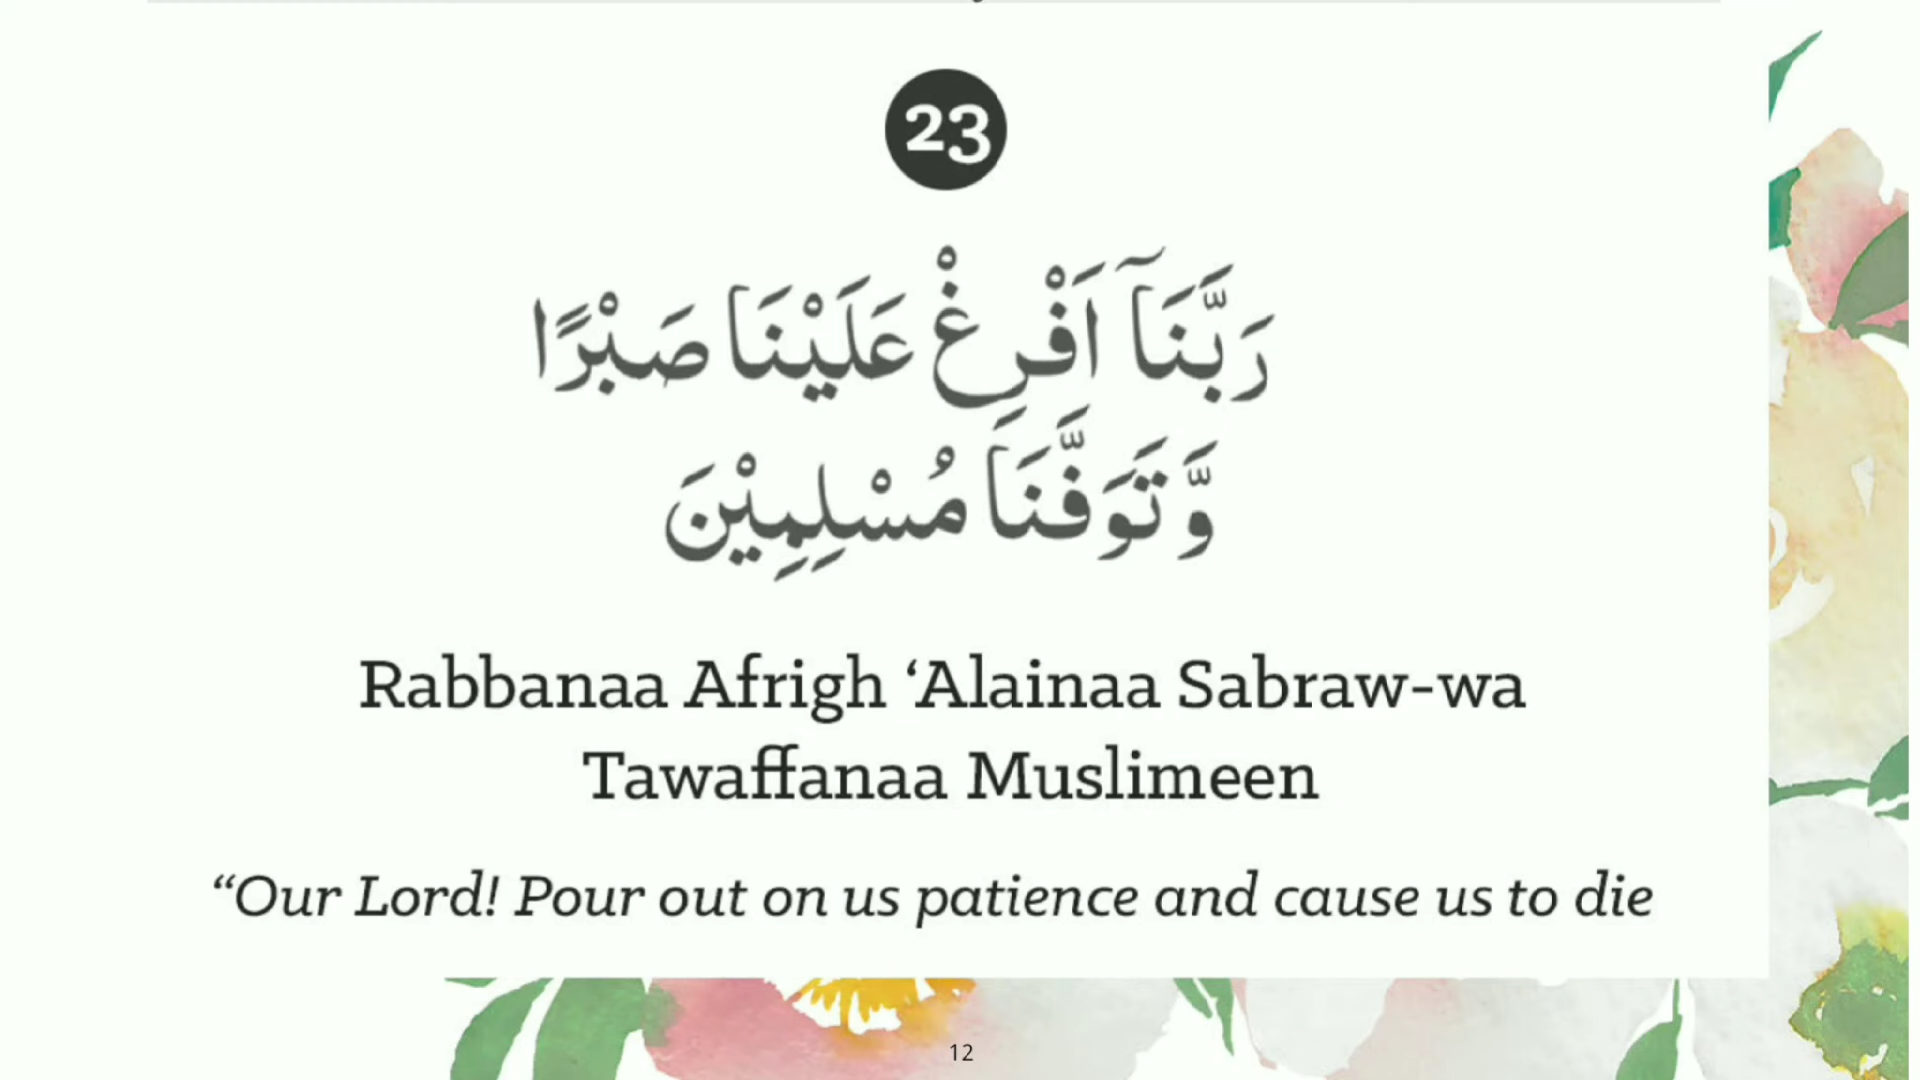 23
رَبَّنَآ اَفْرِغْ عَلَيْنَا صَبْرًا
وَّ تَوَفَّنَا مُسْلِمِيْنَ
Rabbanaa Afrigh ‘Alainaa Sabraw-wa
Tawaffanaa Muslimeen
“Our Lord! Pour out on us patience and cause us to die
12